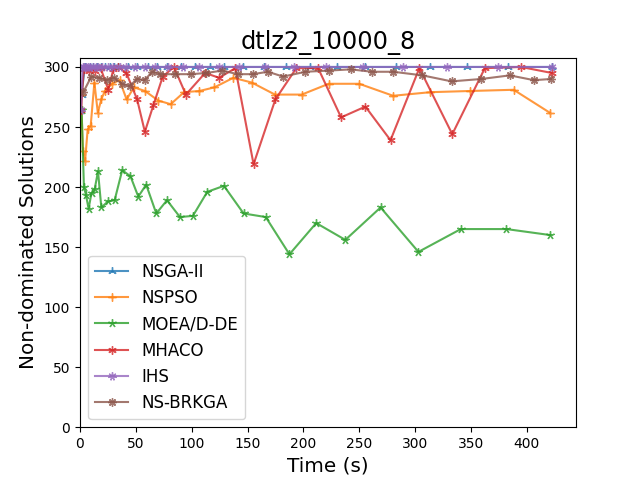 dtlz2_10000_8
Non-dominated Solutions
300
250
200
150
100
50
0
NSGA-II
NSPSO
MOEA/D-DE
MHACO
IHS
NS-BRKGA
0 50 100 150 200 250 300 350 400
Time (s)